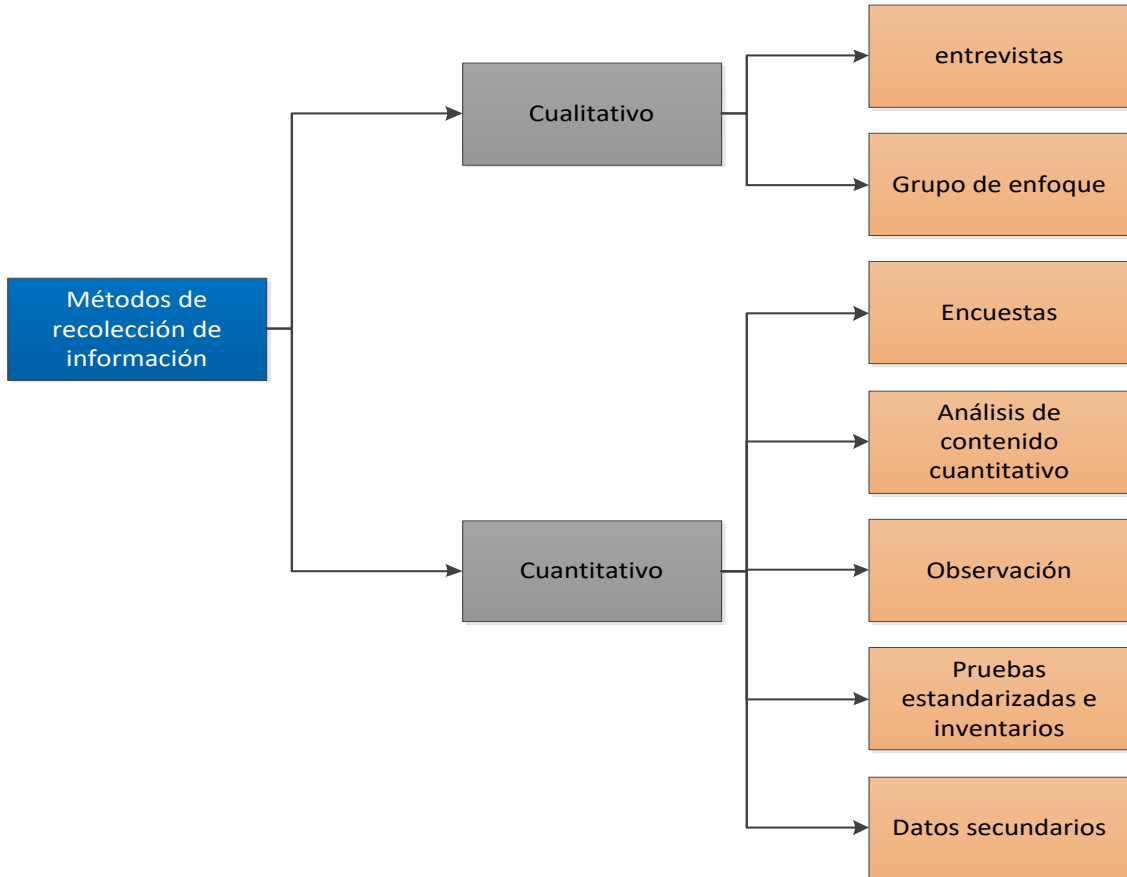 Métodos de
recolección de
información
Cualitativo
entrevistas
Grupo de enfoque
Cuantitativo
Encuestas
Análisis de
contenido
cuantitativo
Observación
Pruebas
estandarizadas e
inventarios
Datos secundarios